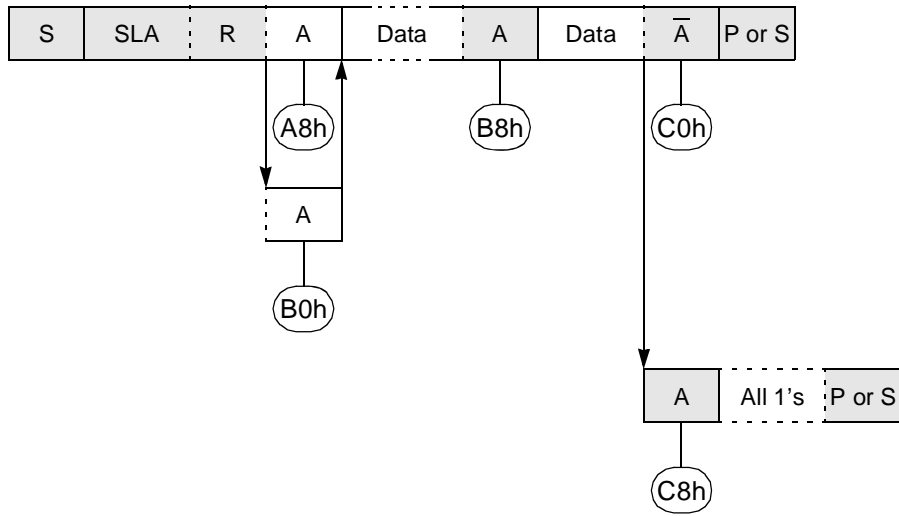 S SLA R A Data A Data A̅ P or S
A8h B8h C0h
A
B0h
A All 1's P or S
C8h